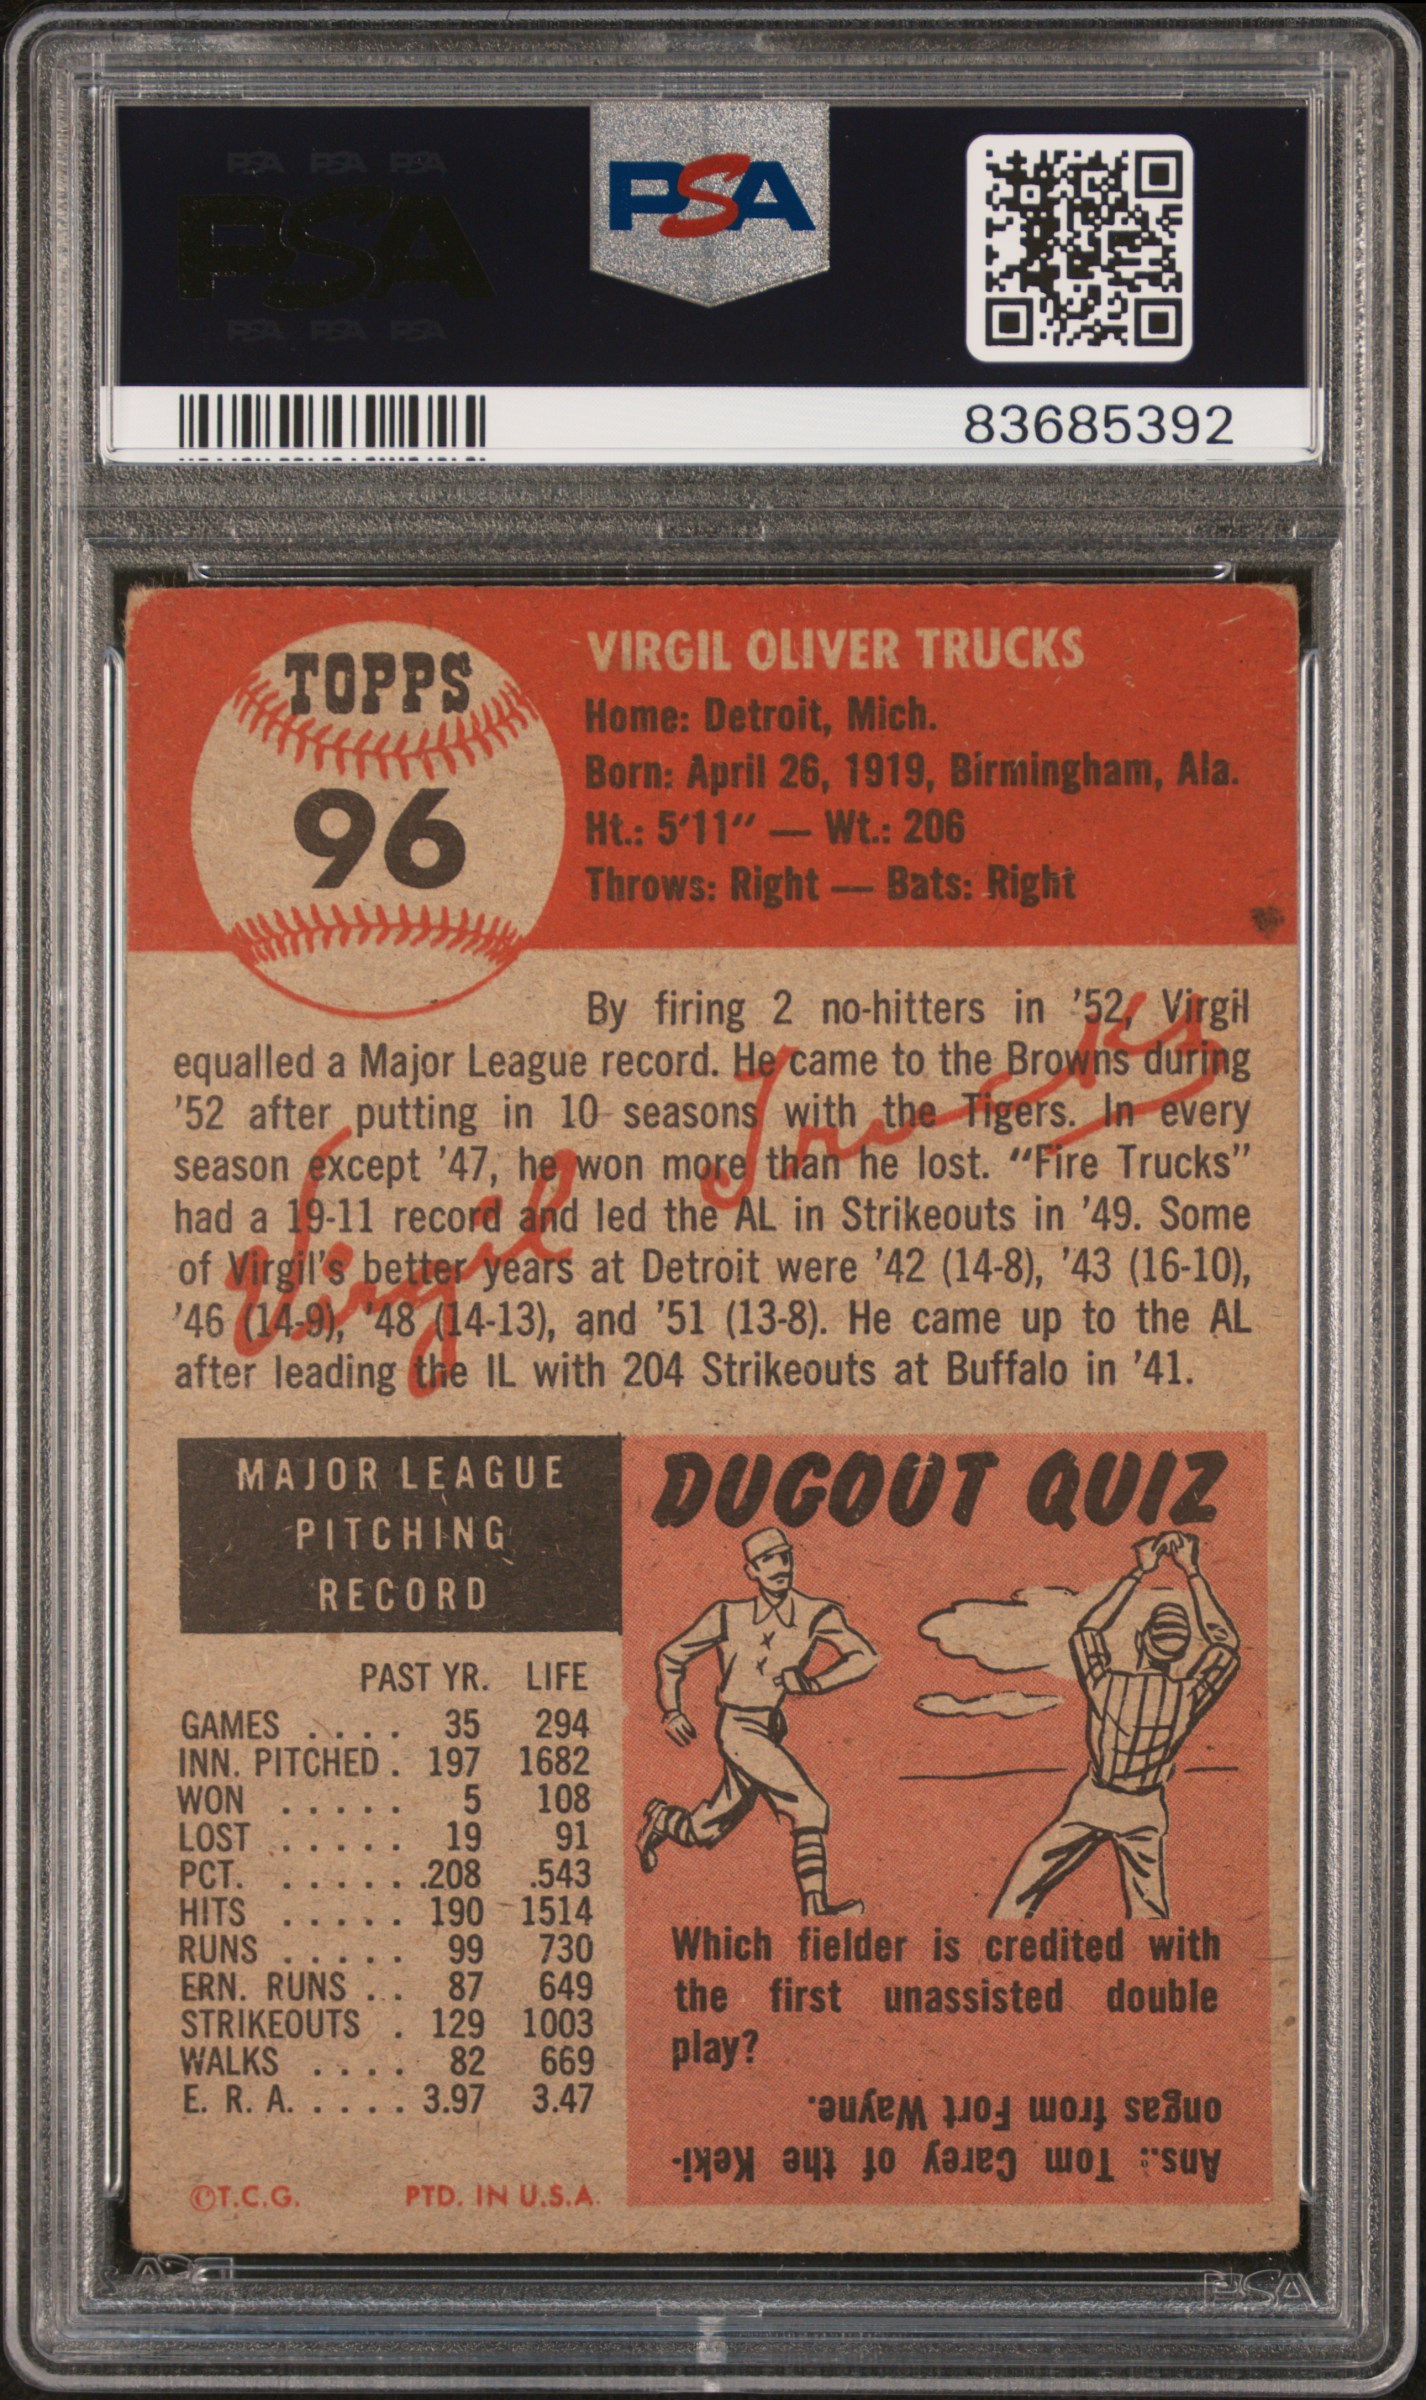 PSA PSA PSA
PSA
PSA PSA PSA
PSA
83685392
TOPPS
96
VIRGIL OLIVER TRUCKS
Home: Detroit, Mich.
Born: April 26, 1919, Birmingham, Ala.
Ht.: 5'11" — Wt.: 206
Throws: Right — Bats: Right
By firing 2 no-hitters in '52, Virgil
equalled a Major League record. He came to the Browns during
'52 after putting in 10 seasons with the Tigers. In every
season except '47, he won more than he lost. "Fire Trucks"
had a 19-11 record and led the AL in Strikeouts in '49. Some
of Virgil's better years at Detroit were '42 (14-8), '43 (16-10),
'46 (14-9), '48 (14-13), and '51 (13-8). He came up to the AL
after leading the IL with 204 Strikeouts at Buffalo in '41.
Virgil Trucks
MAJOR LEAGUE
PITCHING
RECORD
PAST YR. LIFE
GAMES .... 35 294
INN. PITCHED . 197 1682
WON ..... 5 108
LOST ..... 19 91
PCT. ...... .208 .543
HITS ..... 190 1514
RUNS ..... 99 730
ERN. RUNS .. 87 649
STRIKEOUTS . 129 1003
WALKS .... 82 669
E. R. A. ..... 3.97 3.47
©T.C.G. PTD. IN U.S.A.
DUGOUT QUIZ
Which fielder is credited with
the first unassisted double
play?
Ans.: Tom Carey of the Keki-
ongas from Fort Wayne.
PSA
PSA